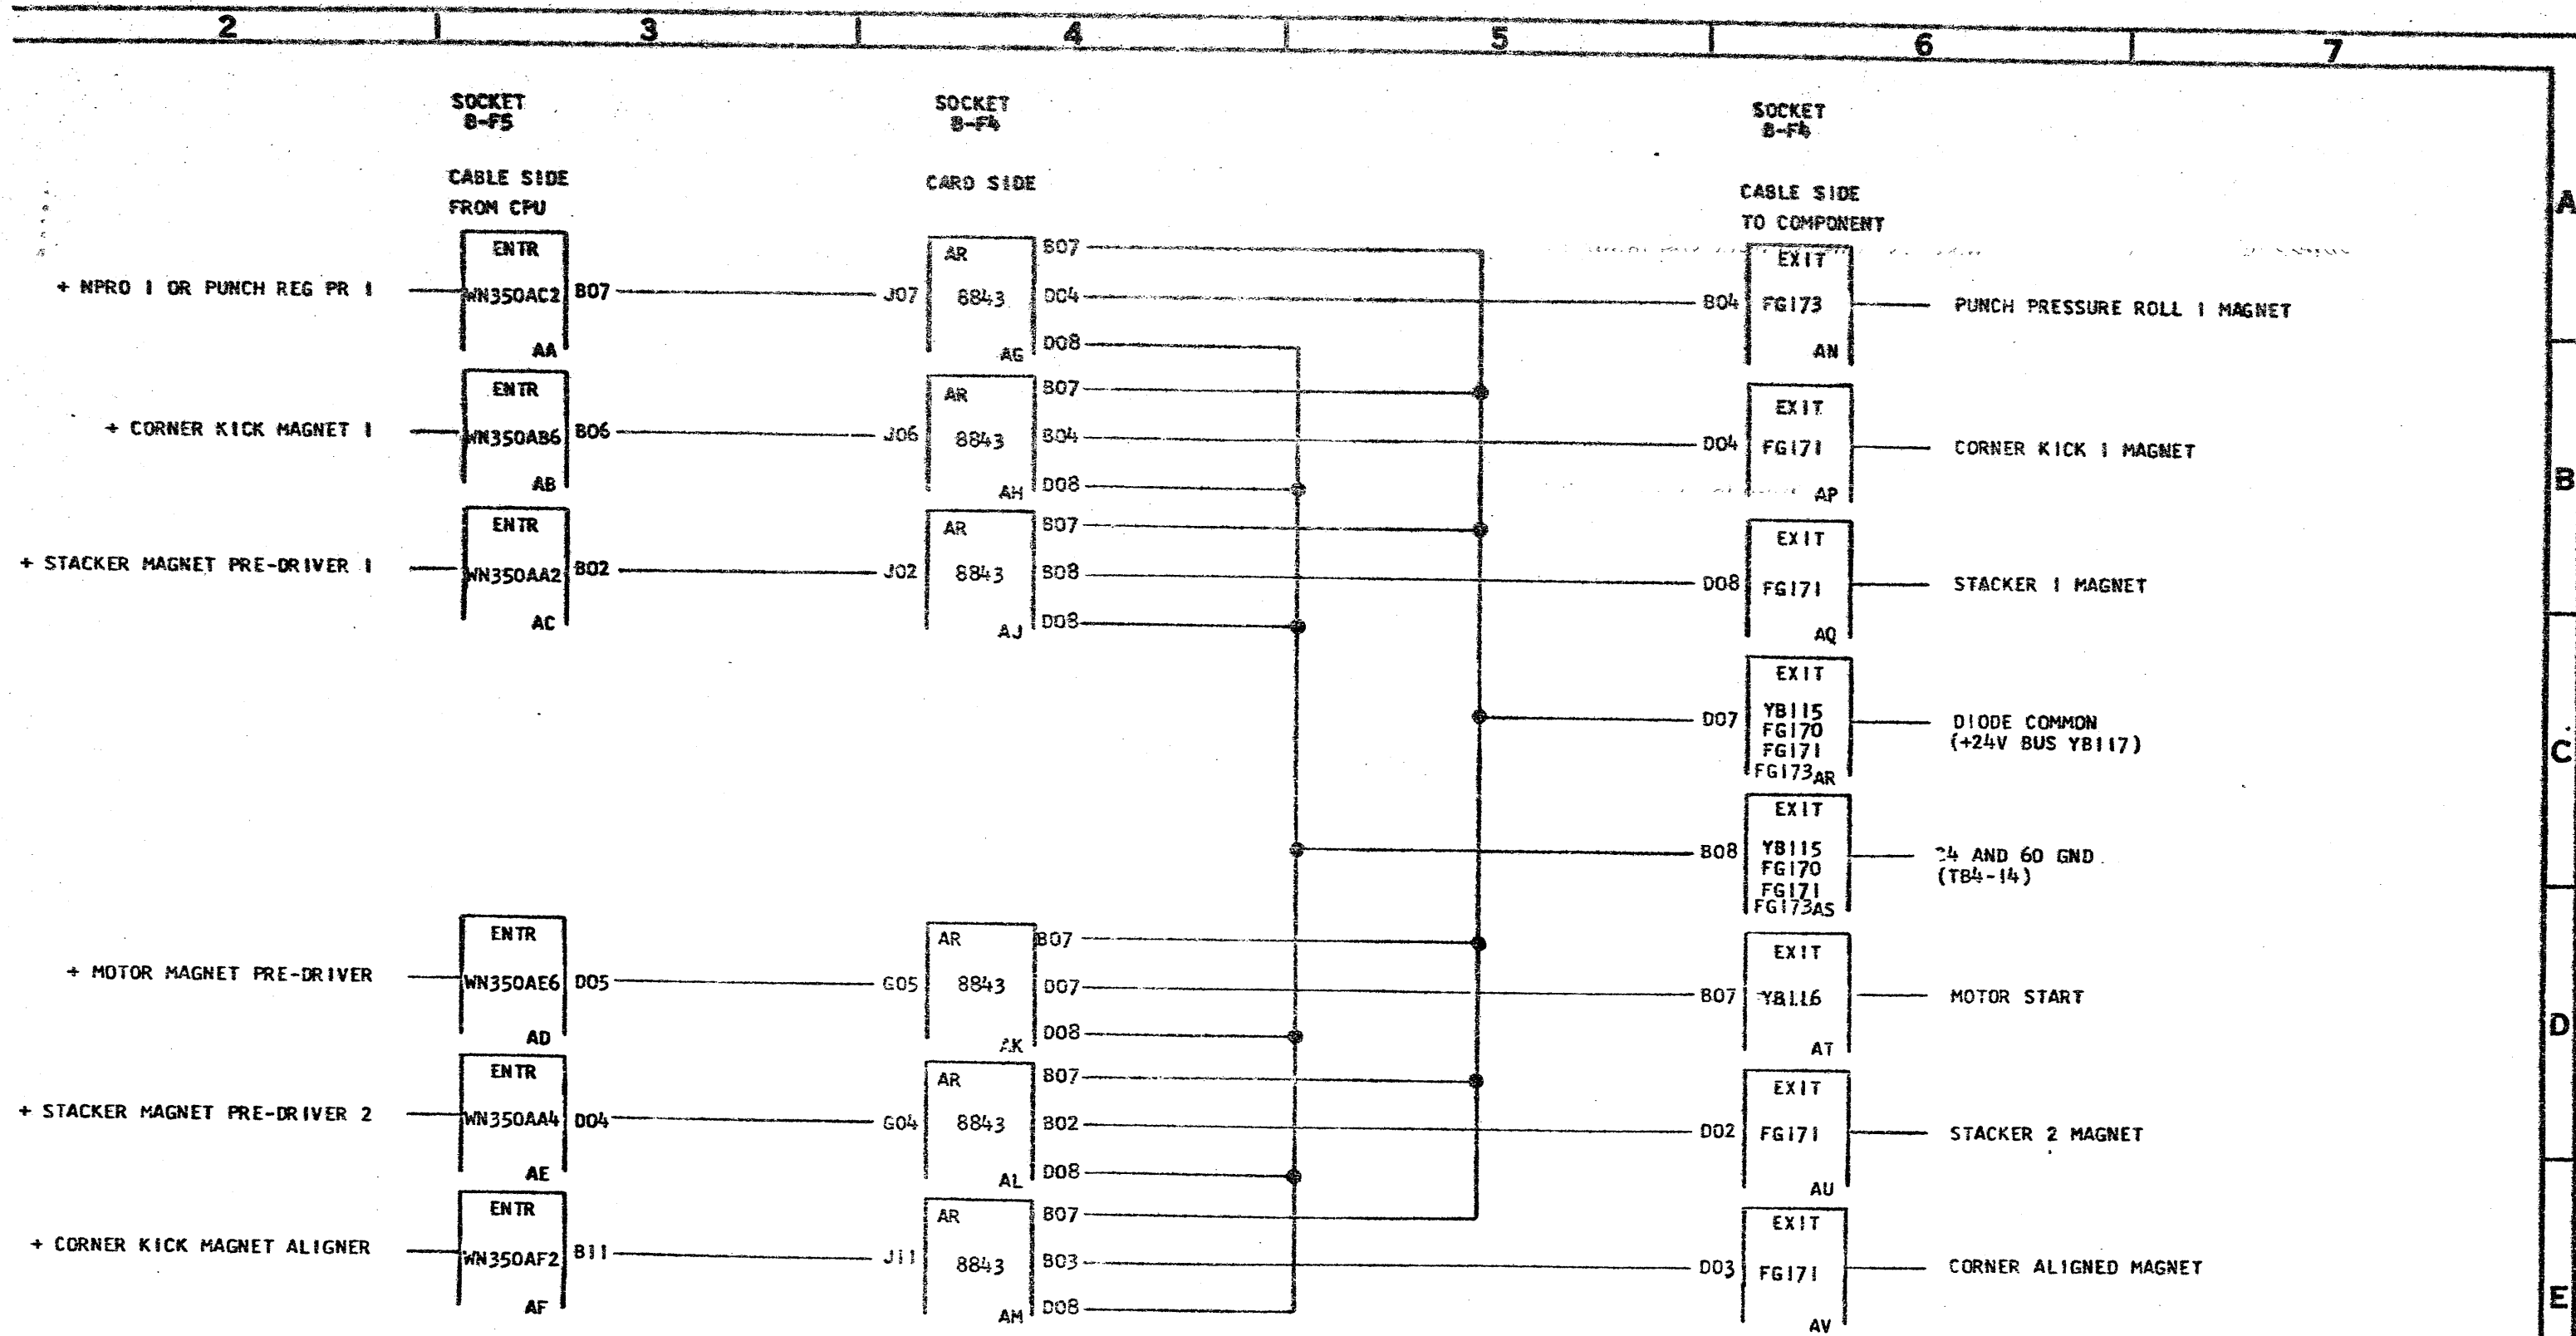 2 3 4 5 6 7
SOCKET
B-F5
SOCKET
B-F4
SOCKET
B-F4
CABLE SIDE
FROM CPU
CARD SIDE
CABLE SIDE
TO COMPONENT
A
ENTR
+ NPRO 1 OR PUNCH REG PR 1
WN350AC2 B07
AA
J07
AR
8843
AG
B07
D04
D08
B04
EXIT
FG173
AN
PUNCH PRESSURE ROLL 1 MAGNET
ENTR
+ CORNER KICK MAGNET 1
WN350AB6 B06
AB
J06
AR
8843
AH
B07
B04
D08
D04
EXIT
FG171
AP
CORNER KICK 1 MAGNET
B
ENTR
+ STACKER MAGNET PRE-DRIVER 1
WN350AA2 B02
AC
J02
AR
8843
AJ
B07
B08
D08
D08
EXIT
FG171
AQ
STACKER 1 MAGNET
D07
EXIT
YB115
FG170
FG171
FG173 AR
DIODE COMMON
(+24V BUS YB117)
C
B08
EXIT
YB115
FG170
FG171
FG173 AS
24 AND 60 GND
(TB4-14)
ENTR
+ MOTOR MAGNET PRE-DRIVER
WN350AE6 D05
AD
G05
AR
8843
AK
B07
D07
D08
B07
EXIT
YB116
AT
MOTOR START
D
ENTR
+ STACKER MAGNET PRE-DRIVER 2
WN350AA4 D04
AE
G04
AR
8843
AL
B07
B02
D08
D02
EXIT
FG171
AU
STACKER 2 MAGNET
ENTR
+ CORNER KICK MAGNET ALIGNER
WN350AF2 B11
AF
J11
AR
8843
AM
B07
B03
D08
D03
EXIT
FG171
AV
CORNER ALIGNED MAGNET
E